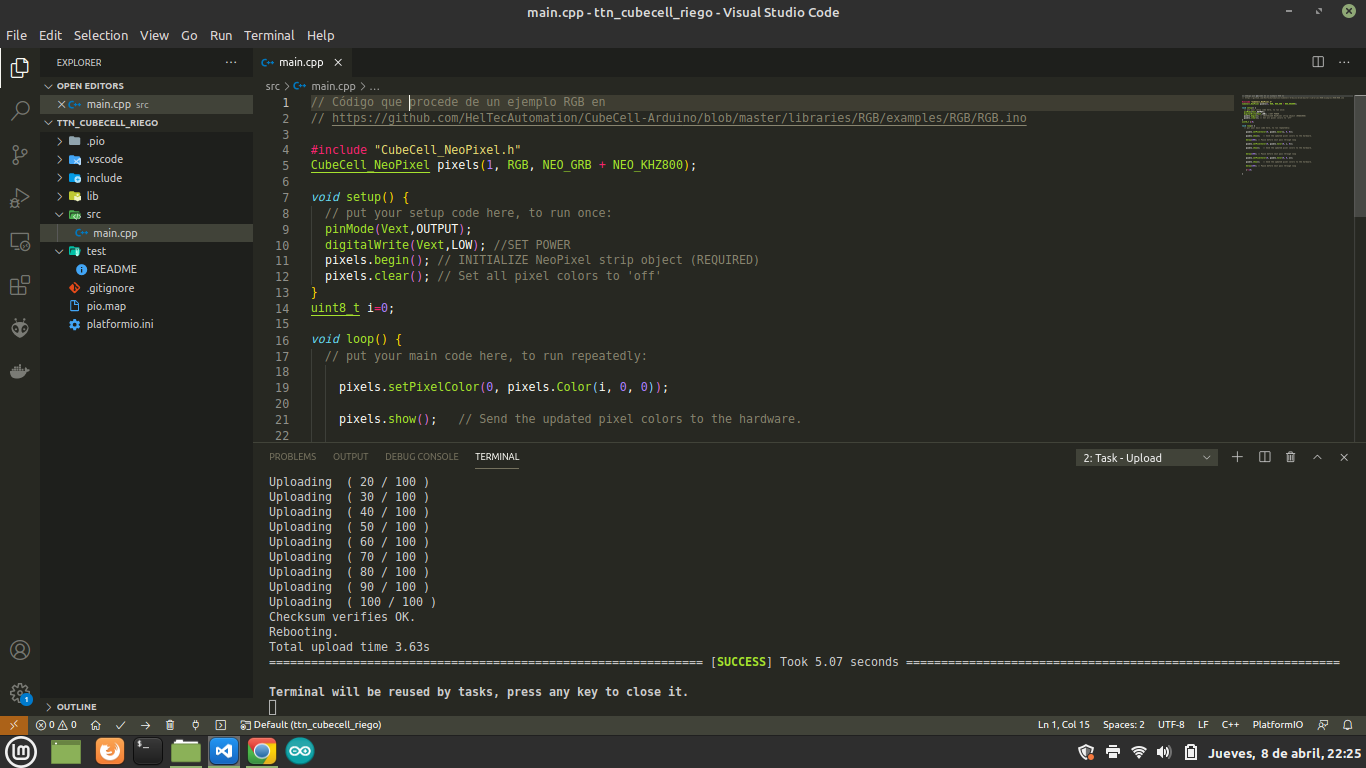 main.cpp - ttn_cubecell_riego - Visual Studio Code
File Edit Selection View Go Run Terminal Help
EXPLORER
OPEN EDITORS
main.cpp src
TTN_CUBECELL_RIEGO
.pio
.vscode
include
lib
src
main.cpp
test
README
.gitignore
pio.map
platformio.ini
OUTLINE
main.cpp
src > main.cpp > ...
1 // Código que procede de un ejemplo RGB en
2 // https://github.com/HelTecAutomation/CubeCell-Arduino/blob/master/libraries/RGB/examples/RGB/RGB.ino
3
4 #include "CubeCell_NeoPixel.h"
5 CubeCell_NeoPixel pixels(1, RGB, NEO_GRB + NEO_KHZ800);
6
7 void setup() {
8 // put your setup code here, to run once:
9 pinMode(Vext,OUTPUT);
10 digitalWrite(Vext,LOW); //SET POWER
11 pixels.begin(); // INITIALIZE NeoPixel strip object (REQUIRED)
12 pixels.clear(); // Set all pixel colors to 'off'
13 }
14 uint8_t i=0;
15
16 void loop() {
17 // put your main code here, to run repeatedly:
18
19 pixels.setPixelColor(0, pixels.Color(i, 0, 0));
20
21 pixels.show(); // Send the updated pixel colors to the hardware.
22
PROBLEMS OUTPUT DEBUG CONSOLE TERMINAL
2: Task - Upload
Uploading ( 20 / 100 )
Uploading ( 30 / 100 )
Uploading ( 40 / 100 )
Uploading ( 50 / 100 )
Uploading ( 60 / 100 )
Uploading ( 70 / 100 )
Uploading ( 80 / 100 )
Uploading ( 90 / 100 )
Uploading ( 100 / 100 )
Checksum verifies OK.
Rebooting.
Total upload time 3.63s
============================================================== [SUCCESS] Took 5.07 seconds ==============================================================
Terminal will be reused by tasks, press any key to close it.
1
0 0 Default (ttn_cubecell_riego) Ln 1, Col 15 Spaces: 2 UTF-8 LF C++ PlatformIO
Jueves, 8 de abril, 22:25